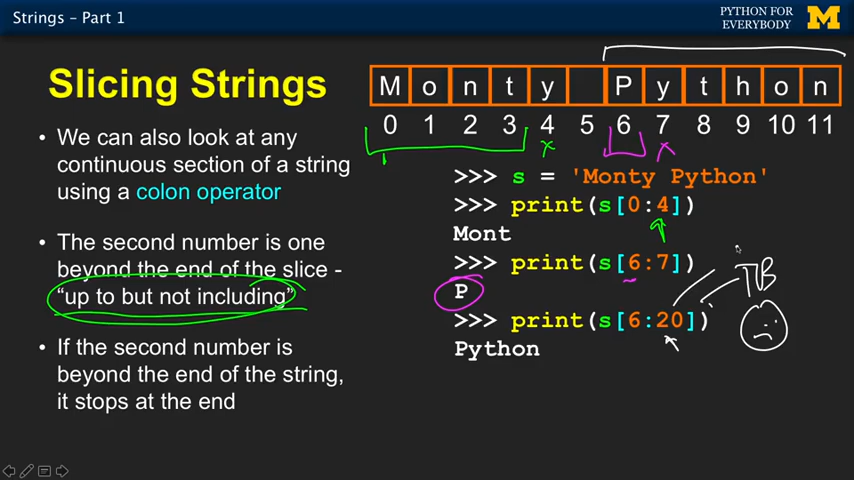 Strings – Part 1
PYTHON FOR
EVERYBODY
M
Slicing Strings
M o n t y P y t h o n
0 1 2 3 4 5 6 7 8 9 10 11
• We can also look at any
continuous section of a string
using a colon operator
• The second number is one
beyond the end of the slice -
“up to but not including”
• If the second number is
beyond the end of the string,
it stops at the end
>>> s = 'Monty Python'
>>> print(s[0:4])
Mont
>>> print(s[6:7])
P
>>> print(s[6:20])
Python
TB